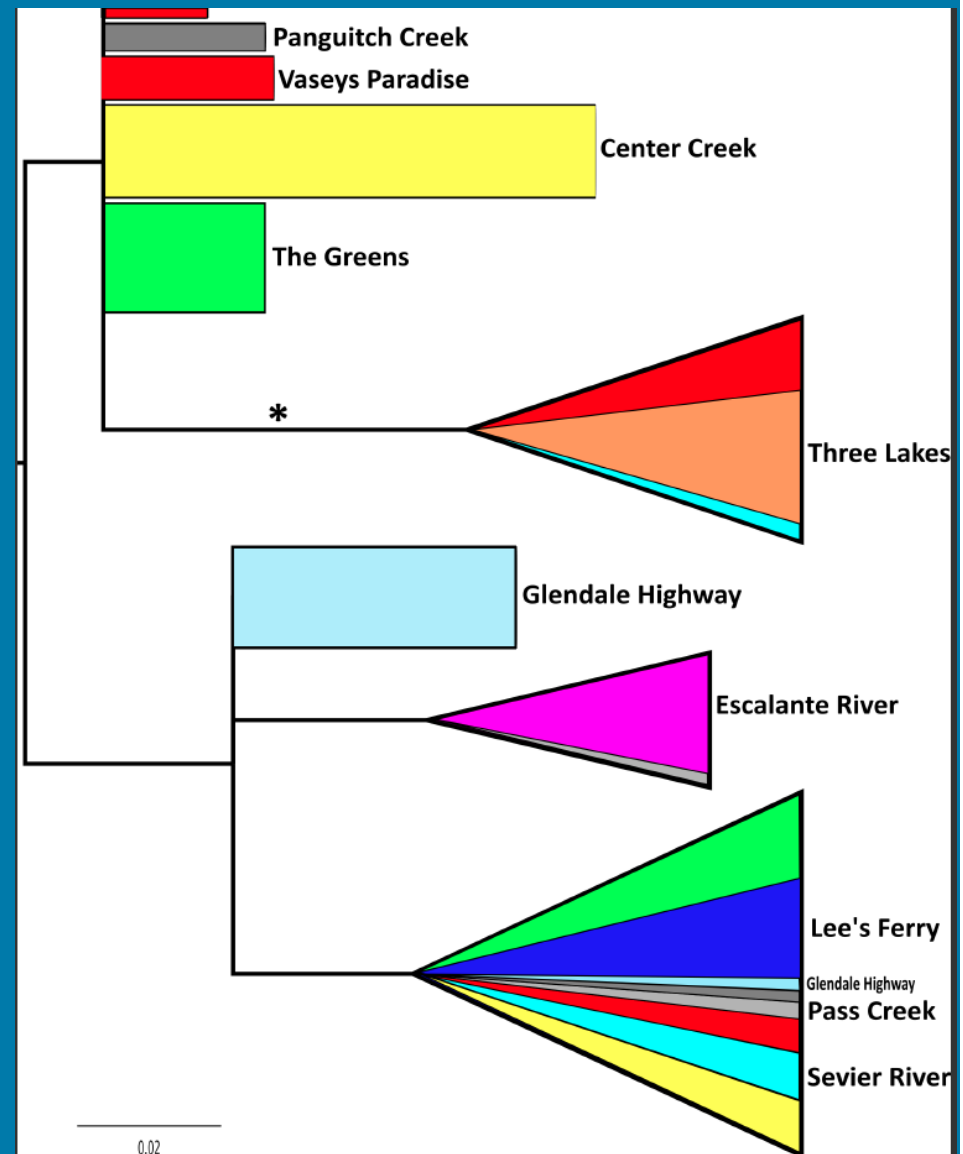 Panguitch Creek
Vaseys Paradise
Center Creek
The Greens
*
Three Lakes
Glendale Highway
Escalante River
Lee's Ferry
Glendale Highway
Pass Creek
Sevier River
0.02